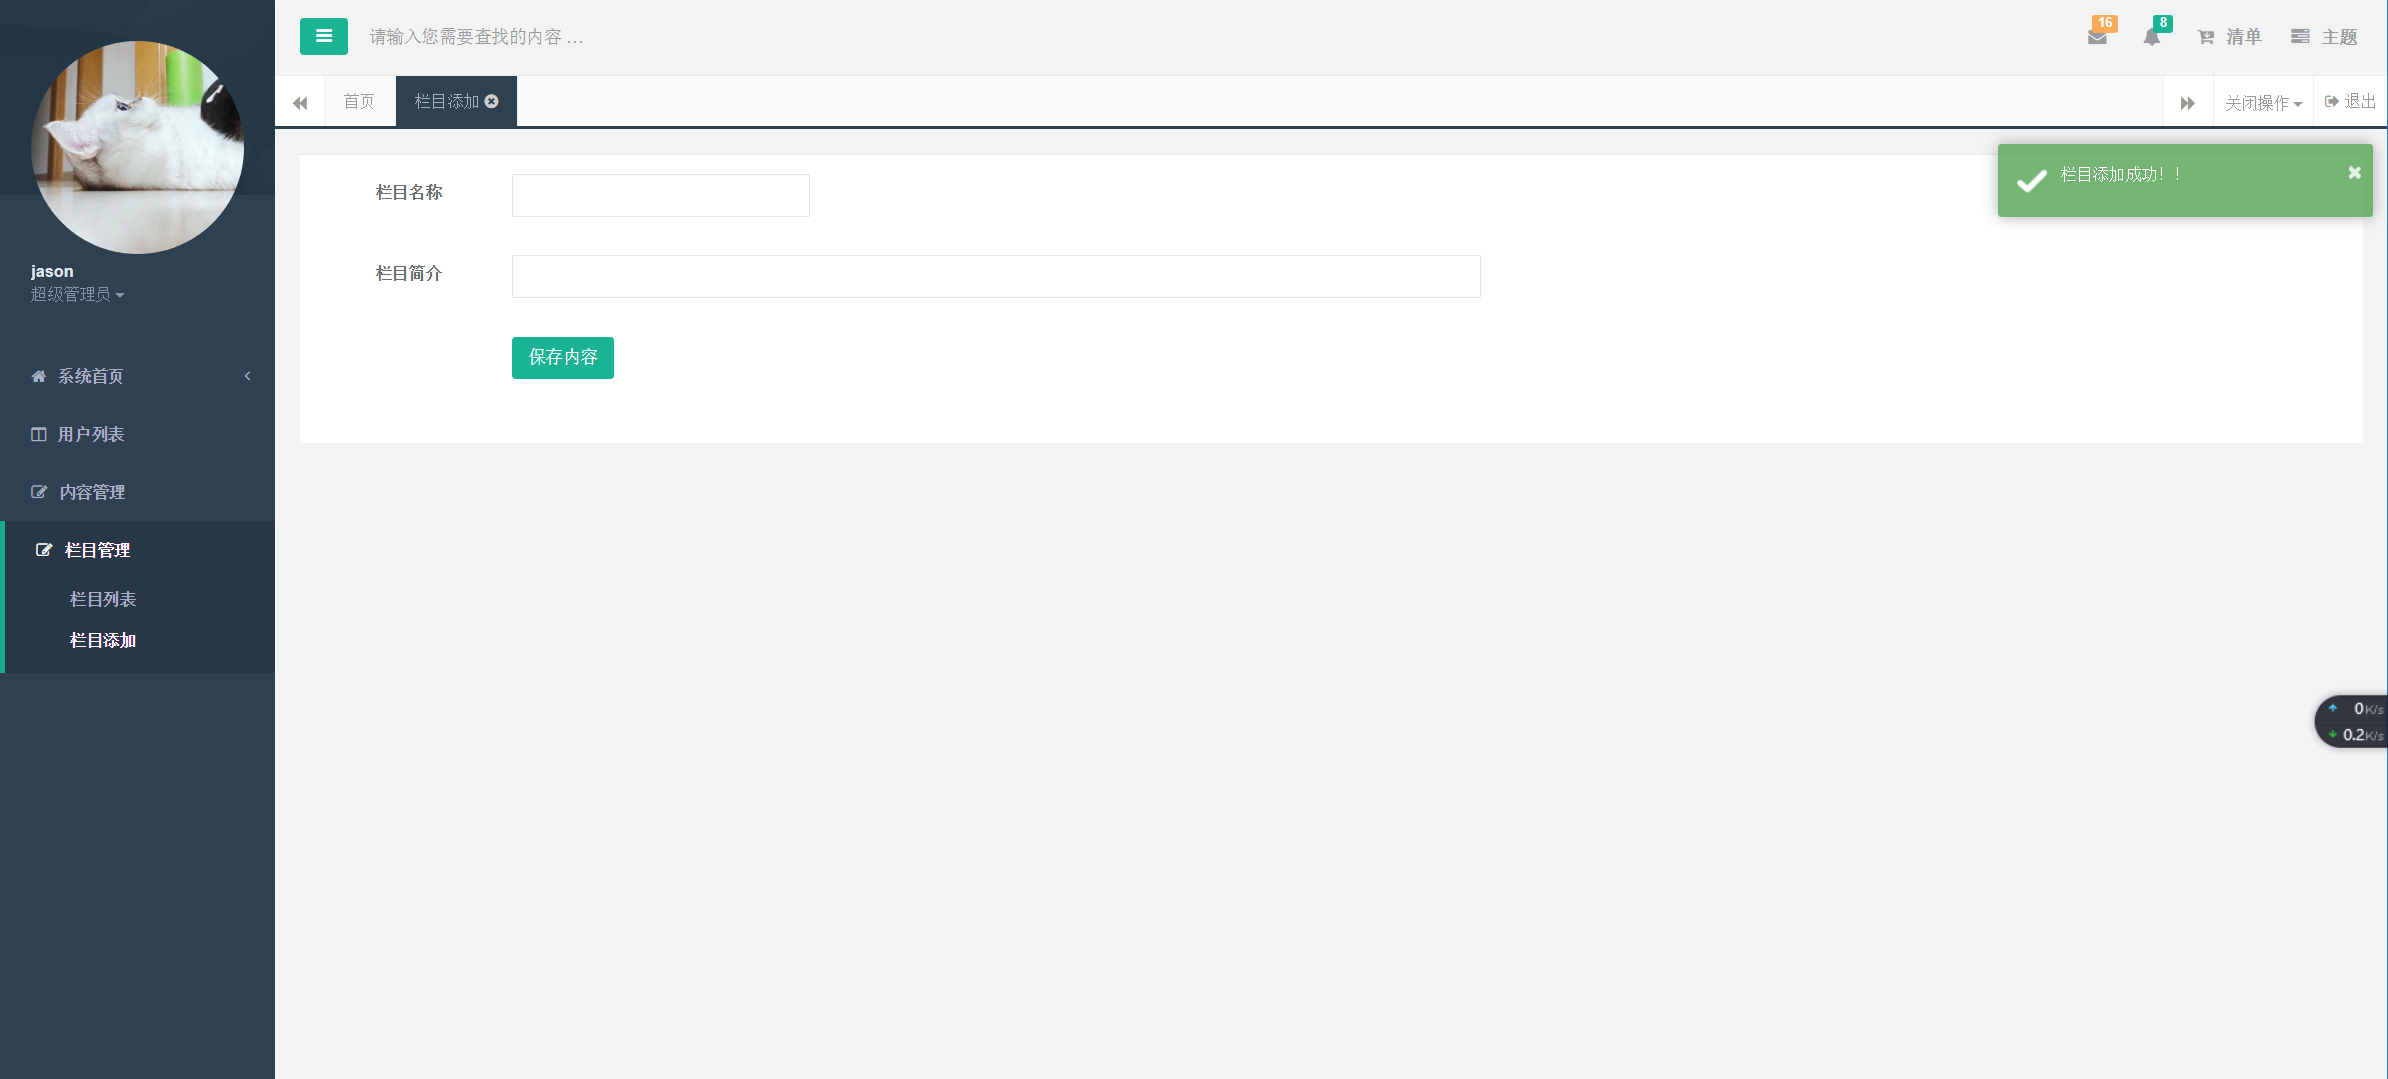 请输入您需要查找的内容 …
16
8
清单
主题
首页
栏目添加
关闭操作
退出
栏目添加成功！！
jason
超级管理员
系统首页
用户列表
内容管理
栏目管理
栏目列表
栏目添加
栏目名称
栏目简介
保存内容
0K/s
0.2K/s